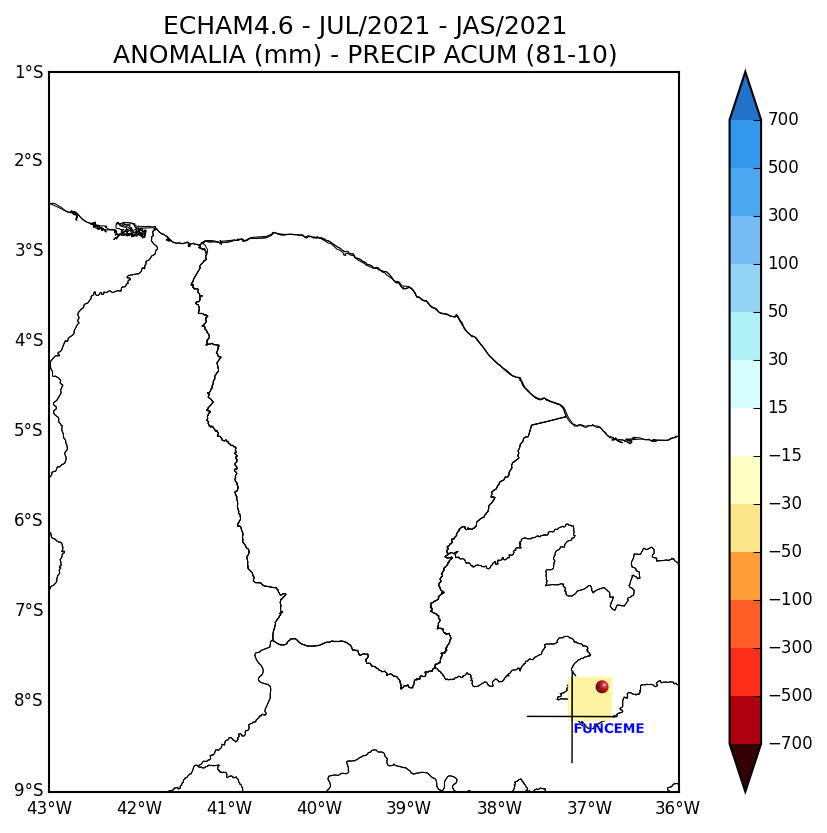 ECHAM4.6 - JUL/2021 - JAS/2021
ANOMALIA (mm) - PRECIP ACUM (81-10)
1°S
2°S
3°S
4°S
5°S
6°S
7°S
8°S
9°S
43°W 42°W 41°W 40°W 39°W 38°W 37°W 36°W
FUNCEME
700
500
300
100
50
30
15
−15
−30
−50
−100
−300
−500
−700